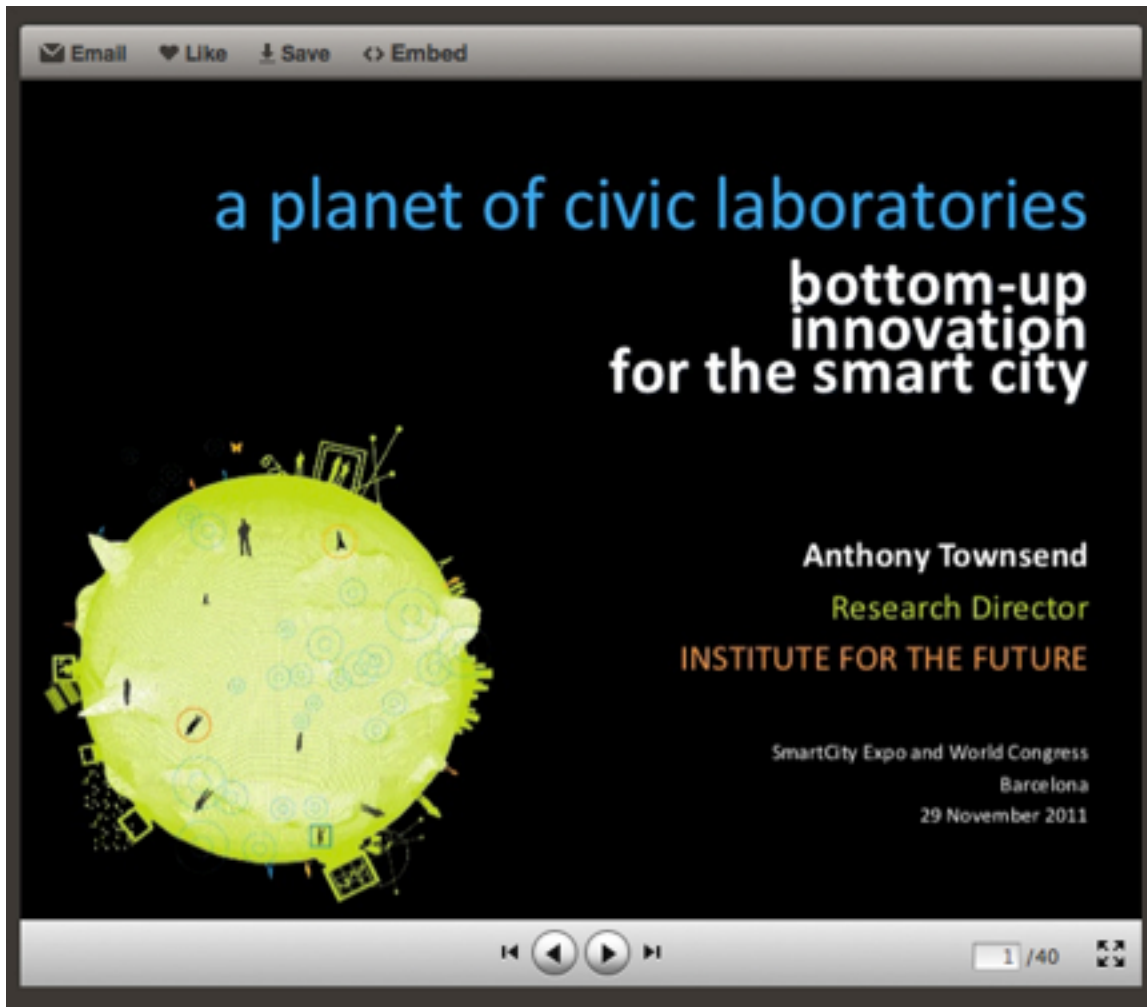 Email Like Save Embed
a planet of civic laboratories
bottom-up
innovation
for the smart city
Anthony Townsend
Research Director
INSTITUTE FOR THE FUTURE
SmartCity Expo and World Congress
Barcelona
29 November 2011
1 /40